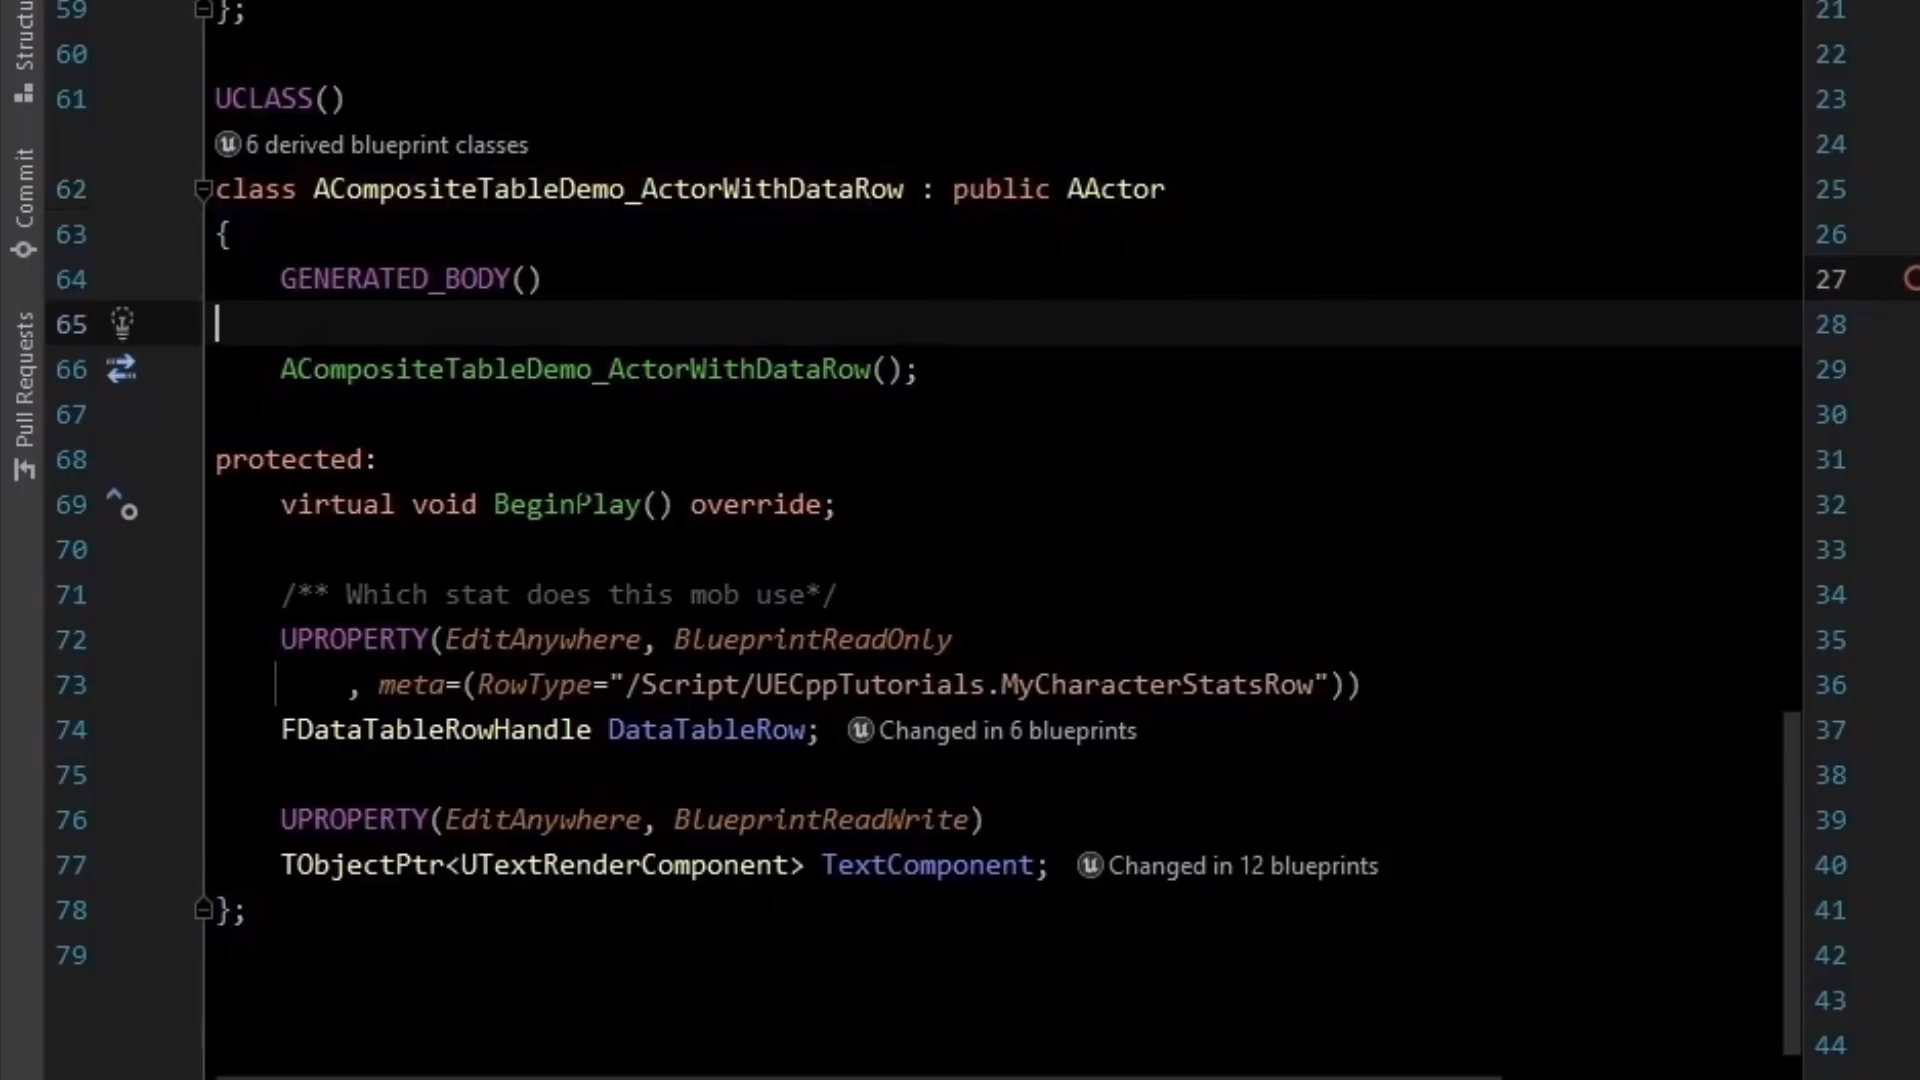 Structu
Commit
Pull Requests
59 };
60
61 UCLASS()
6 derived blueprint classes
62 class ACompositeTableDemo_ActorWithDataRow : public AActor
63 {
64 GENERATED_BODY()
65
66 ACompositeTableDemo_ActorWithDataRow();
67
68 protected:
69 virtual void BeginPlay() override;
70
71 /** Which stat does this mob use*/
72 UPROPERTY(EditAnywhere, BlueprintReadOnly
73 , meta=(RowType="/Script/UECppTutorials.MyCharacterStatsRow"))
74 FDataTableRowHandle DataTableRow; Changed in 6 blueprints
75
76 UPROPERTY(EditAnywhere, BlueprintReadWrite)
77 TObjectPtr<UTextRenderComponent> TextComponent; Changed in 12 blueprints
78 };
79
21
22
23
24
25
26
27
28
29
30
31
32
33
34
35
36
37
38
39
40
41
42
43
44